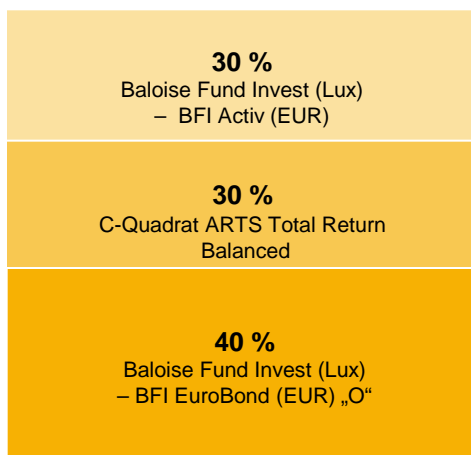 30 %
Baloise Fund Invest (Lux)
– BFI Activ (EUR)
30 %
C-Quadrat ARTS Total Return
Balanced
40 %
Baloise Fund Invest (Lux)
– BFI EuroBond (EUR) „O“